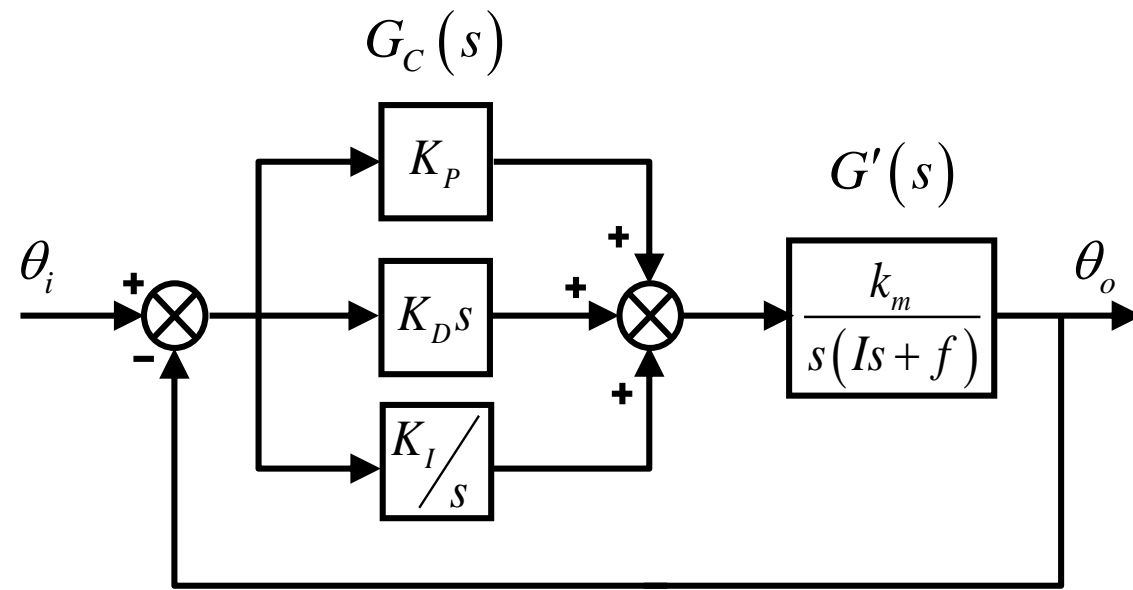 G_C(s)
K_P
G'(s)
+
θ_i
+
+
θ_o
K_D s
k_m
s(Is + f)
−
+
K_I/s